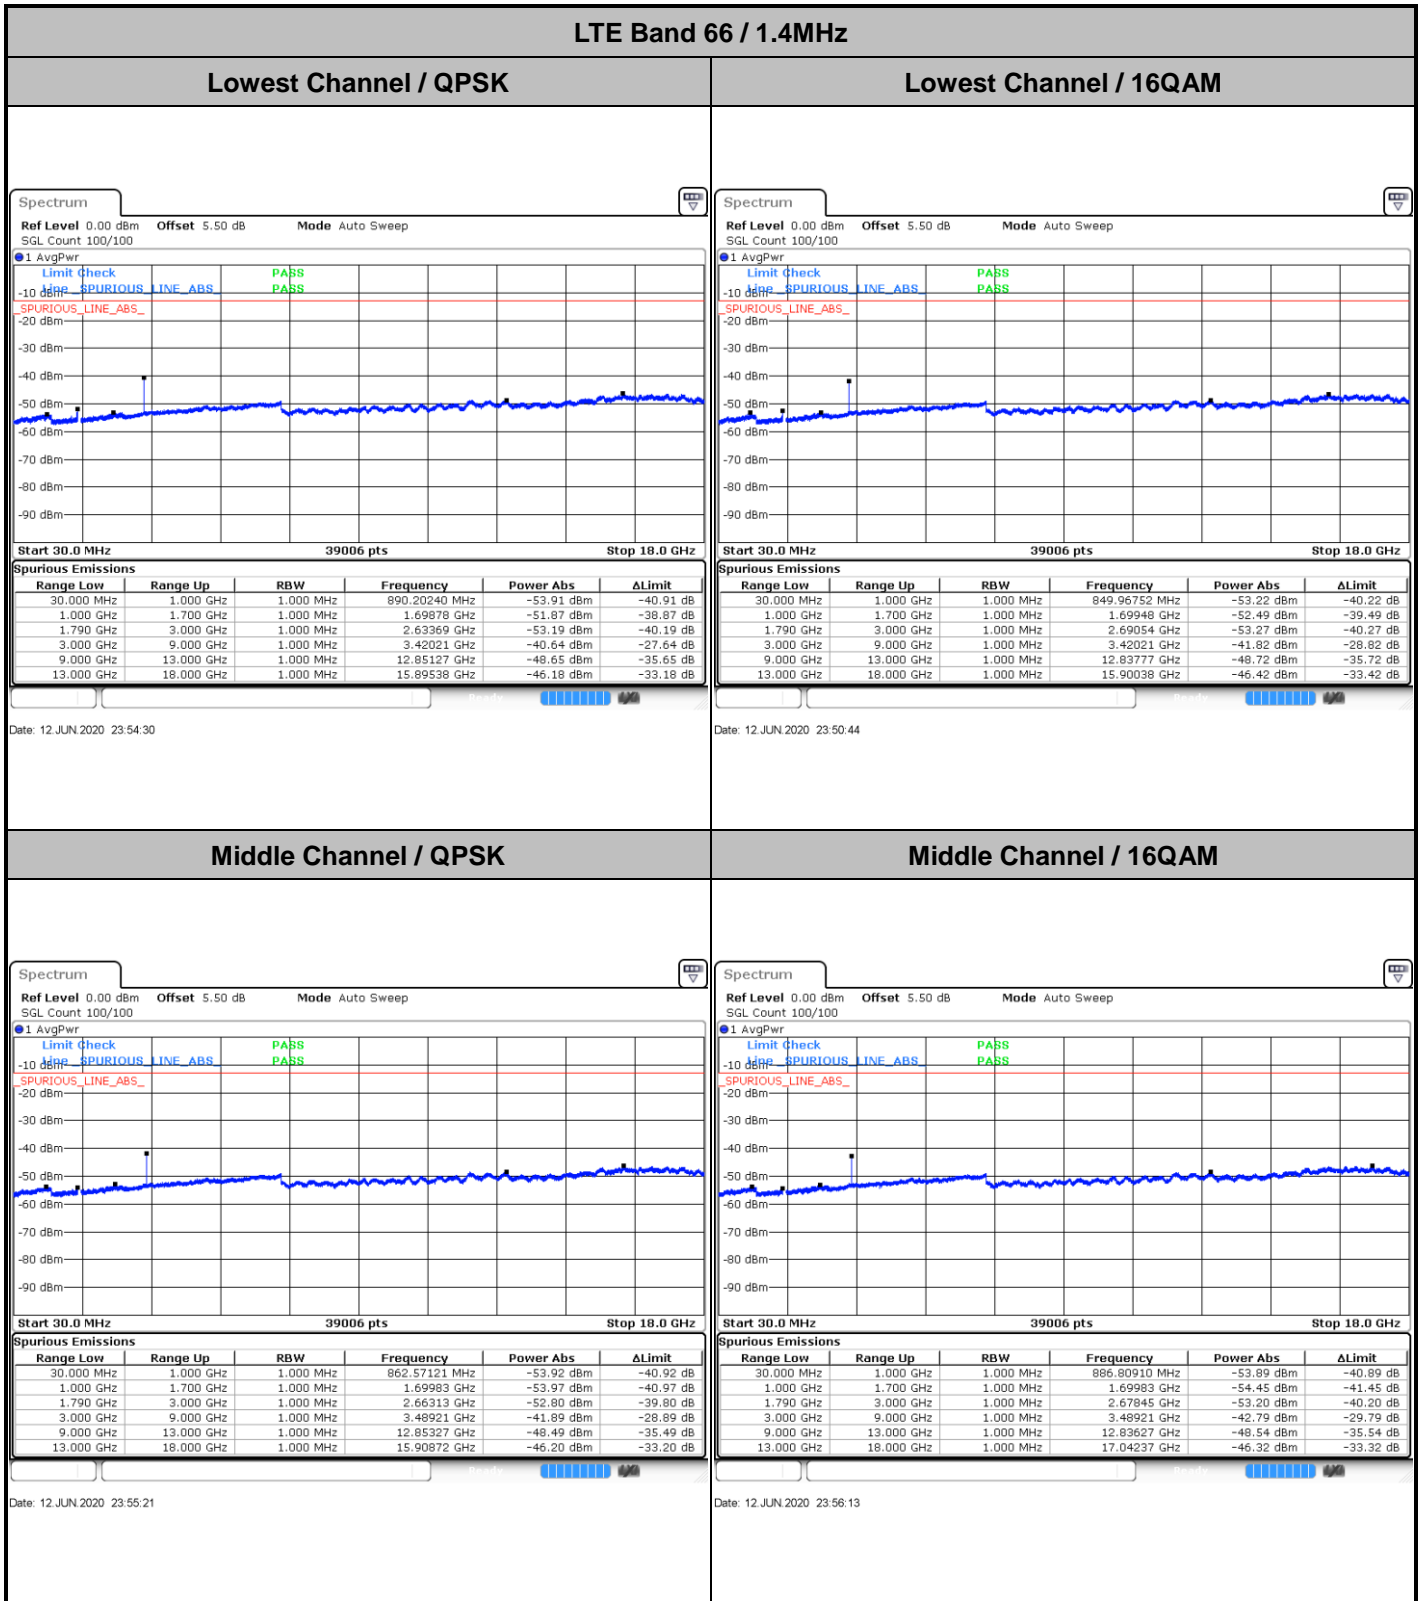 LTE Band 66 / 1.4MHz
Lowest Channel / QPSK
Lowest Channel / 16QAM
Spectrum
Ref Level 0.00 dBm Offset 5.50 dB Mode Auto Sweep
SGL Count 100/100
1 AvgPwr
Limit Check PASS
Line _SPURIOUS_LINE_ABS_ PASS
-10 dBm
_SPURIOUS_LINE_ABS_
-20 dBm
-30 dBm
-40 dBm
-50 dBm
-60 dBm
-70 dBm
-80 dBm
-90 dBm
Start 30.0 MHz 39006 pts Stop 18.0 GHz
Spurious Emissions
Range Low Range Up RBW Frequency Power Abs ΔLimit
30.000 MHz 1.000 GHz 1.000 MHz 890.20240 MHz -53.91 dBm -40.91 dB
1.000 GHz 1.700 GHz 1.000 MHz 1.69878 GHz -51.87 dBm -38.87 dB
1.790 GHz 3.000 GHz 1.000 MHz 2.63369 GHz -53.19 dBm -40.19 dB
3.000 GHz 9.000 GHz 1.000 MHz 3.42021 GHz -40.64 dBm -27.64 dB
9.000 GHz 13.000 GHz 1.000 MHz 12.85127 GHz -48.65 dBm -35.65 dB
13.000 GHz 18.000 GHz 1.000 MHz 15.89538 GHz -46.18 dBm -33.18 dB
Date: 12.JUN.2020 23:54:30
Spectrum
Ref Level 0.00 dBm Offset 5.50 dB Mode Auto Sweep
SGL Count 100/100
1 AvgPwr
Limit Check PASS
Line _SPURIOUS_LINE_ABS_ PASS
-10 dBm
_SPURIOUS_LINE_ABS_
-20 dBm
-30 dBm
-40 dBm
-50 dBm
-60 dBm
-70 dBm
-80 dBm
-90 dBm
Start 30.0 MHz 39006 pts Stop 18.0 GHz
Spurious Emissions
Range Low Range Up RBW Frequency Power Abs ΔLimit
30.000 MHz 1.000 GHz 1.000 MHz 849.96752 MHz -53.22 dBm -40.22 dB
1.000 GHz 1.700 GHz 1.000 MHz 1.69948 GHz -52.49 dBm -39.49 dB
1.790 GHz 3.000 GHz 1.000 MHz 2.69054 GHz -53.27 dBm -40.27 dB
3.000 GHz 9.000 GHz 1.000 MHz 3.42021 GHz -41.82 dBm -28.82 dB
9.000 GHz 13.000 GHz 1.000 MHz 12.83777 GHz -48.72 dBm -35.72 dB
13.000 GHz 18.000 GHz 1.000 MHz 15.90038 GHz -46.42 dBm -33.42 dB
Date: 12.JUN.2020 23:50:44
Middle Channel / QPSK
Middle Channel / 16QAM
Spectrum
Ref Level 0.00 dBm Offset 5.50 dB Mode Auto Sweep
SGL Count 100/100
1 AvgPwr
Limit Check PASS
Line _SPURIOUS_LINE_ABS_ PASS
-10 dBm
_SPURIOUS_LINE_ABS_
-20 dBm
-30 dBm
-40 dBm
-50 dBm
-60 dBm
-70 dBm
-80 dBm
-90 dBm
Start 30.0 MHz 39006 pts Stop 18.0 GHz
Spurious Emissions
Range Low Range Up RBW Frequency Power Abs ΔLimit
30.000 MHz 1.000 GHz 1.000 MHz 862.57121 MHz -53.92 dBm -40.92 dB
1.000 GHz 1.700 GHz 1.000 MHz 1.69983 GHz -53.97 dBm -40.97 dB
1.790 GHz 3.000 GHz 1.000 MHz 2.66313 GHz -52.80 dBm -39.80 dB
3.000 GHz 9.000 GHz 1.000 MHz 3.48921 GHz -41.89 dBm -28.89 dB
9.000 GHz 13.000 GHz 1.000 MHz 12.85327 GHz -48.49 dBm -35.49 dB
13.000 GHz 18.000 GHz 1.000 MHz 15.90872 GHz -46.20 dBm -33.20 dB
Date: 12.JUN.2020 23:55:21
Spectrum
Ref Level 0.00 dBm Offset 5.50 dB Mode Auto Sweep
SGL Count 100/100
1 AvgPwr
Limit Check PASS
Line _SPURIOUS_LINE_ABS_ PASS
-10 dBm
_SPURIOUS_LINE_ABS_
-20 dBm
-30 dBm
-40 dBm
-50 dBm
-60 dBm
-70 dBm
-80 dBm
-90 dBm
Start 30.0 MHz 39006 pts Stop 18.0 GHz
Spurious Emissions
Range Low Range Up RBW Frequency Power Abs ΔLimit
30.000 MHz 1.000 GHz 1.000 MHz 886.80910 MHz -53.89 dBm -40.89 dB
1.000 GHz 1.700 GHz 1.000 MHz 1.69983 GHz -54.45 dBm -41.45 dB
1.790 GHz 3.000 GHz 1.000 MHz 2.67845 GHz -53.20 dBm -40.20 dB
3.000 GHz 9.000 GHz 1.000 MHz 3.48921 GHz -42.79 dBm -29.79 dB
9.000 GHz 13.000 GHz 1.000 MHz 12.83627 GHz -48.54 dBm -35.54 dB
13.000 GHz 18.000 GHz 1.000 MHz 17.04237 GHz -46.32 dBm -33.32 dB
Date: 12.JUN.2020 23:56:13